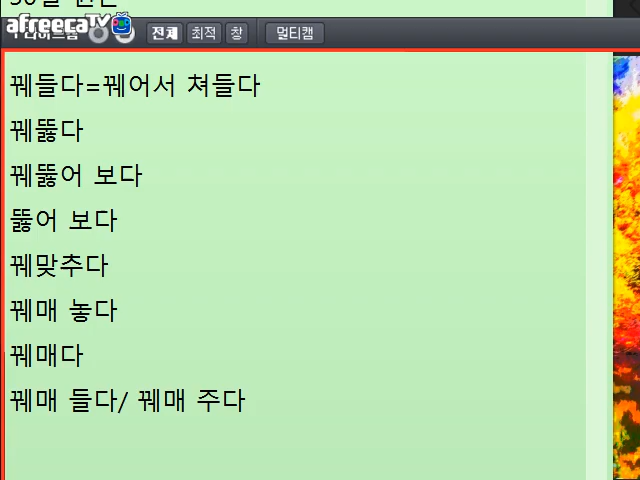 afreecaTV
전체 최적 창 멀티캠
꿰들다=꿰어서 쳐들다
꿰뚫다
꿰뚫어 보다
뚫어 보다
꿰맞추다
꿰매 놓다
꿰매다
꿰매 들다/ 꿰매 주다